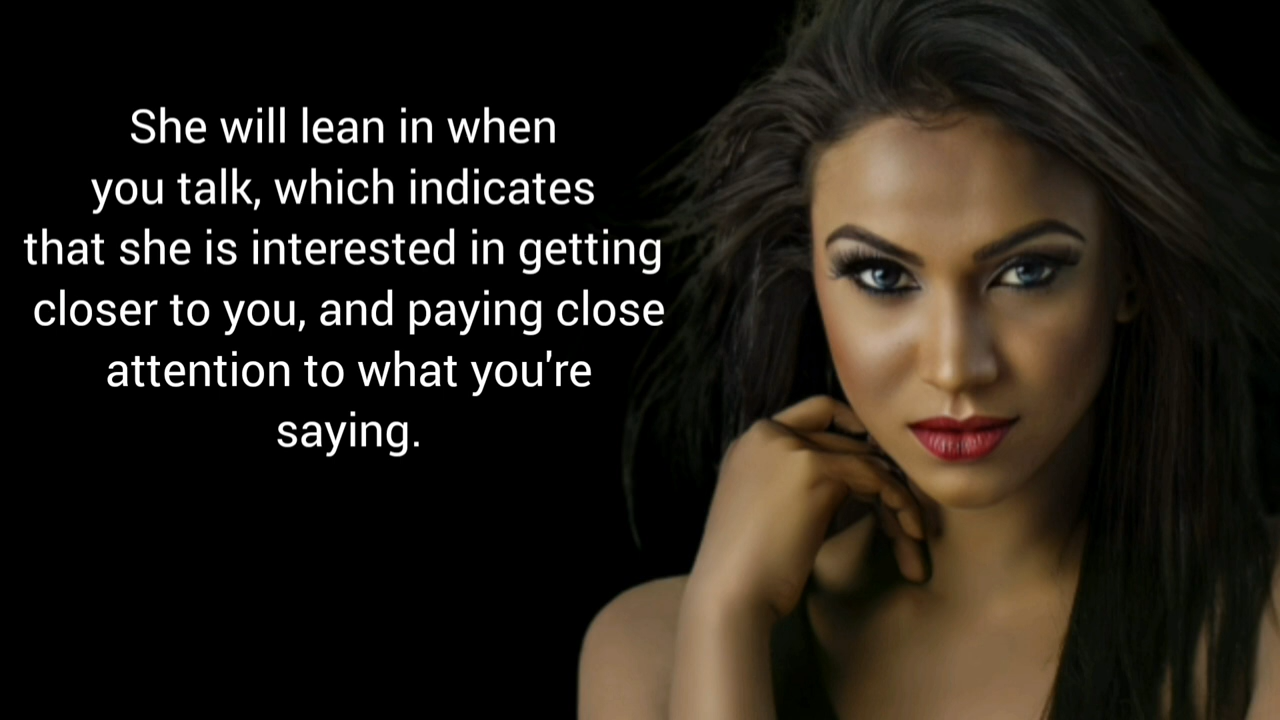 She will lean in when
you talk, which indicates
that she is interested in getting
closer to you, and paying close
attention to what you're
saying.